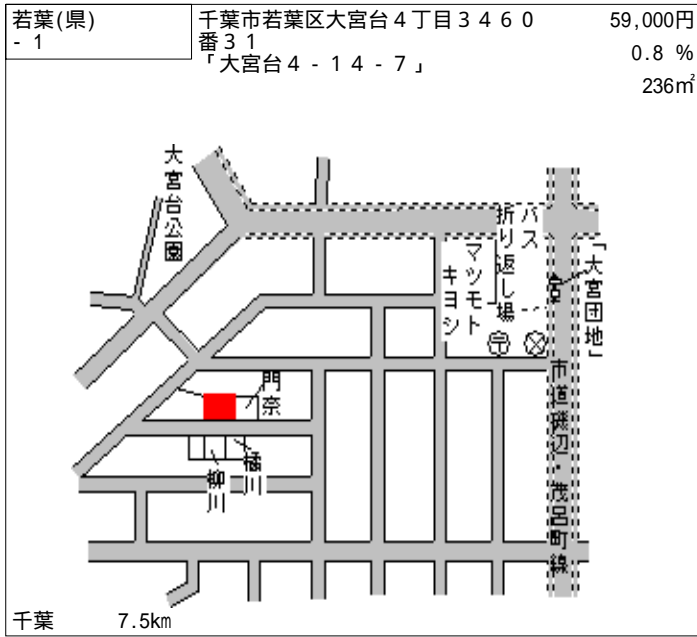 若葉(県)
- 1
千葉市若葉区大宮台４丁目３４６０
番３１
「大宮台４－１４－７」
59,000円
0.8 %
236㎡
大宮台公園
バス
折り返し場
マツモト
キヨシ
「大宮団地」
門奈
橘川
柳川
市道磯辺・茂呂町線
千葉 7.5km